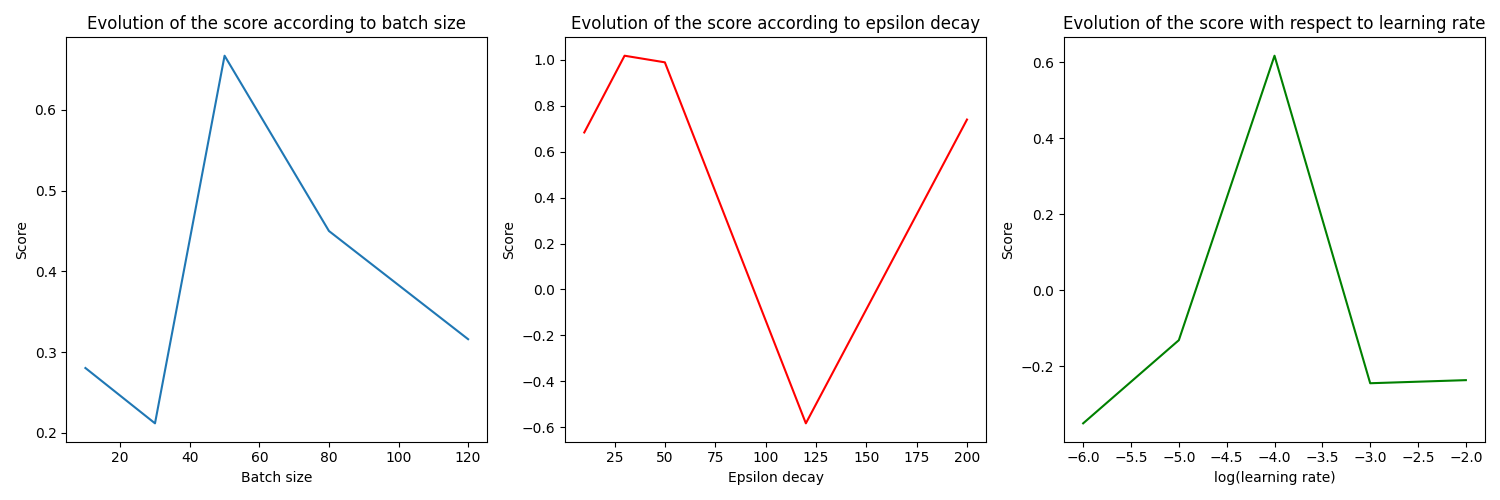 Evolution of the score according to batch size
Score
0.6
0.5
0.4
0.3
0.2
20 40 60 80 100 120
Batch size
Evolution of the score according to epsilon decay
Score
1.0
0.8
0.6
0.4
0.2
0.0
−0.2
−0.4
−0.6
25 50 75 100 125 150 175 200
Epsilon decay
Evolution of the score with respect to learning rate
Score
0.6
0.4
0.2
0.0
−0.2
−6.0 −5.5 −5.0 −4.5 −4.0 −3.5 −3.0 −2.5 −2.0
log(learning rate)